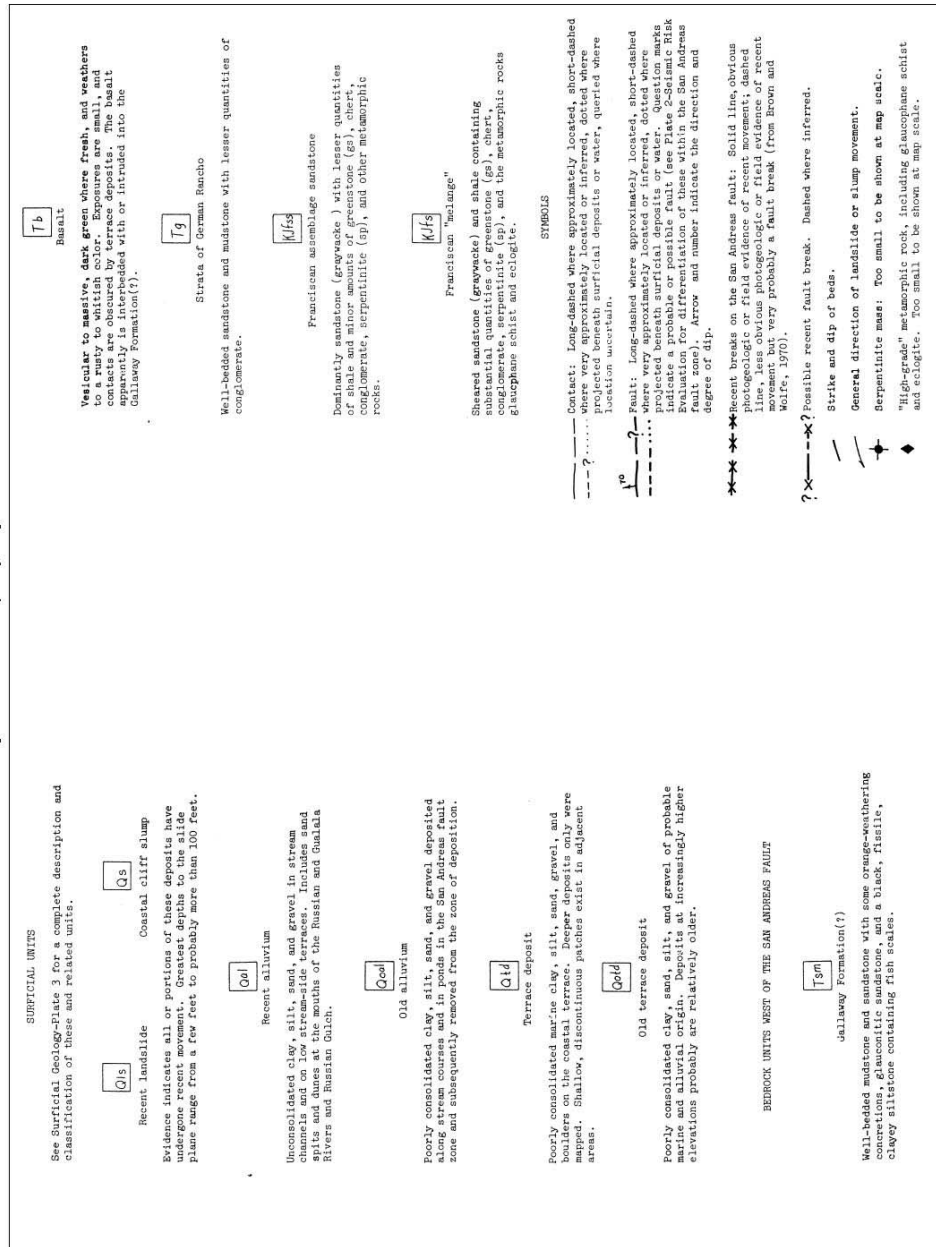 SURFICIAL UNITS
See Surficial Geology-Plate 3 for a complete description and
classification of these and related units.
Qls
Qs
Recent landslide
Coastal cliff slump
Evidence indicates all or portions of these deposits have
undergone recent movement. Greatest depths to the slide
plane range from a few feet to probably more than 100 feet.
Qal
Recent alluvium
Unconsolidated clay, silt, sand, and gravel in stream
channels and on low stream-side terraces. Includes sand
spits and dunes at the mouths of the Russian and Gualala
Rivers and Russian Gulch.
Qoal
Old alluvium
Poorly consolidated clay, silt, sand, and gravel deposited
along stream courses and in ponds in the San Andreas fault
zone and subsequently removed from the zone of deposition.
Qtd
Terrace deposit
Poorly consolidated marine clay, silt, sand, gravel, and
boulders on the coastal terrace. Deeper deposits only were
mapped. Shallow, discontinuous patches exist in adjacent
areas.
Qotd
Old terrace deposit
Poorly consolidated clay, sand, silt, and gravel of probable
marine and alluvial origin. Deposits at increasingly higher
elevations probably are relatively older.
BEDROCK UNITS WEST OF THE SAN ANDREAS FAULT
Tsm
Gallaway Formation(?)
Well-bedded mudstone and sandstone with some orange-weathering
concretions, glauconitic sandstone, and a black, fissile,
clayey siltstone containing fish scales.
Tb
Basalt
Vesicular to massive, dark green where fresh, and weathers
to a rusty to whitish color. Exposures are small, and
contacts are obscured by terrace deposits. The basalt
apparently is interbedded with or intruded into the
Galaway Formation(?).
Tg
Strata of German Rancho
Well-bedded sandstone and mudstone with lesser quantities of
conglomerate.
KJfss
Franciscan assemblage sandstone
Dominantly sandstone (graywacke ) with lesser quantities
of shale and minor amounts of greenstone (gs), chert,
conglomerate, serpentinite (sp), and other metamorphic
rocks.
KJfs
Franciscan "melange"
Sheared sandstone (graywacke) and shale containing
substantial quantities of greenstone (gs), chert,
conglomerate, serpentinite (sp), and the metamorphic rocks
glaucphane schist and eclogite.
SYMBOLS
Contact: Long-dashed where approximately located, short-dashed
where very approximately located or inferred, dotted where
projected beneath surficial deposits or water, queried where
location uncertain.
?
Fault: Long-dashed where approximately located, short-dashed
where very approximately located or inferred, dotted where
projected beneath surficial deposits or water. Question marks
indicate a probable or possible fault (see Plate 2-Seismic Risk
Evaluation for differentiation of these within the San Andreas
fault zone). Arrow and number indicate the direction and
degree of dip.
70
?
Recent breaks on the San Andreas fault: Solid line, obvious
photogeologic or field evidence of recent movement; dashed
line, less obvious photogeologic or field evidence of recent
movement but very probably a fault break (from Brown and
Wolfe, 1970).
? ? Possible recent fault break. Dashed where inferred.
Strike and dip of beds.
General direction of landslide or slump movement.
Serpentinite mass: Too small to be shown at map scale.
"High-grade" metamorphic rock, including glaucophane schist
and eclogite. Too small to be shown at map scale.